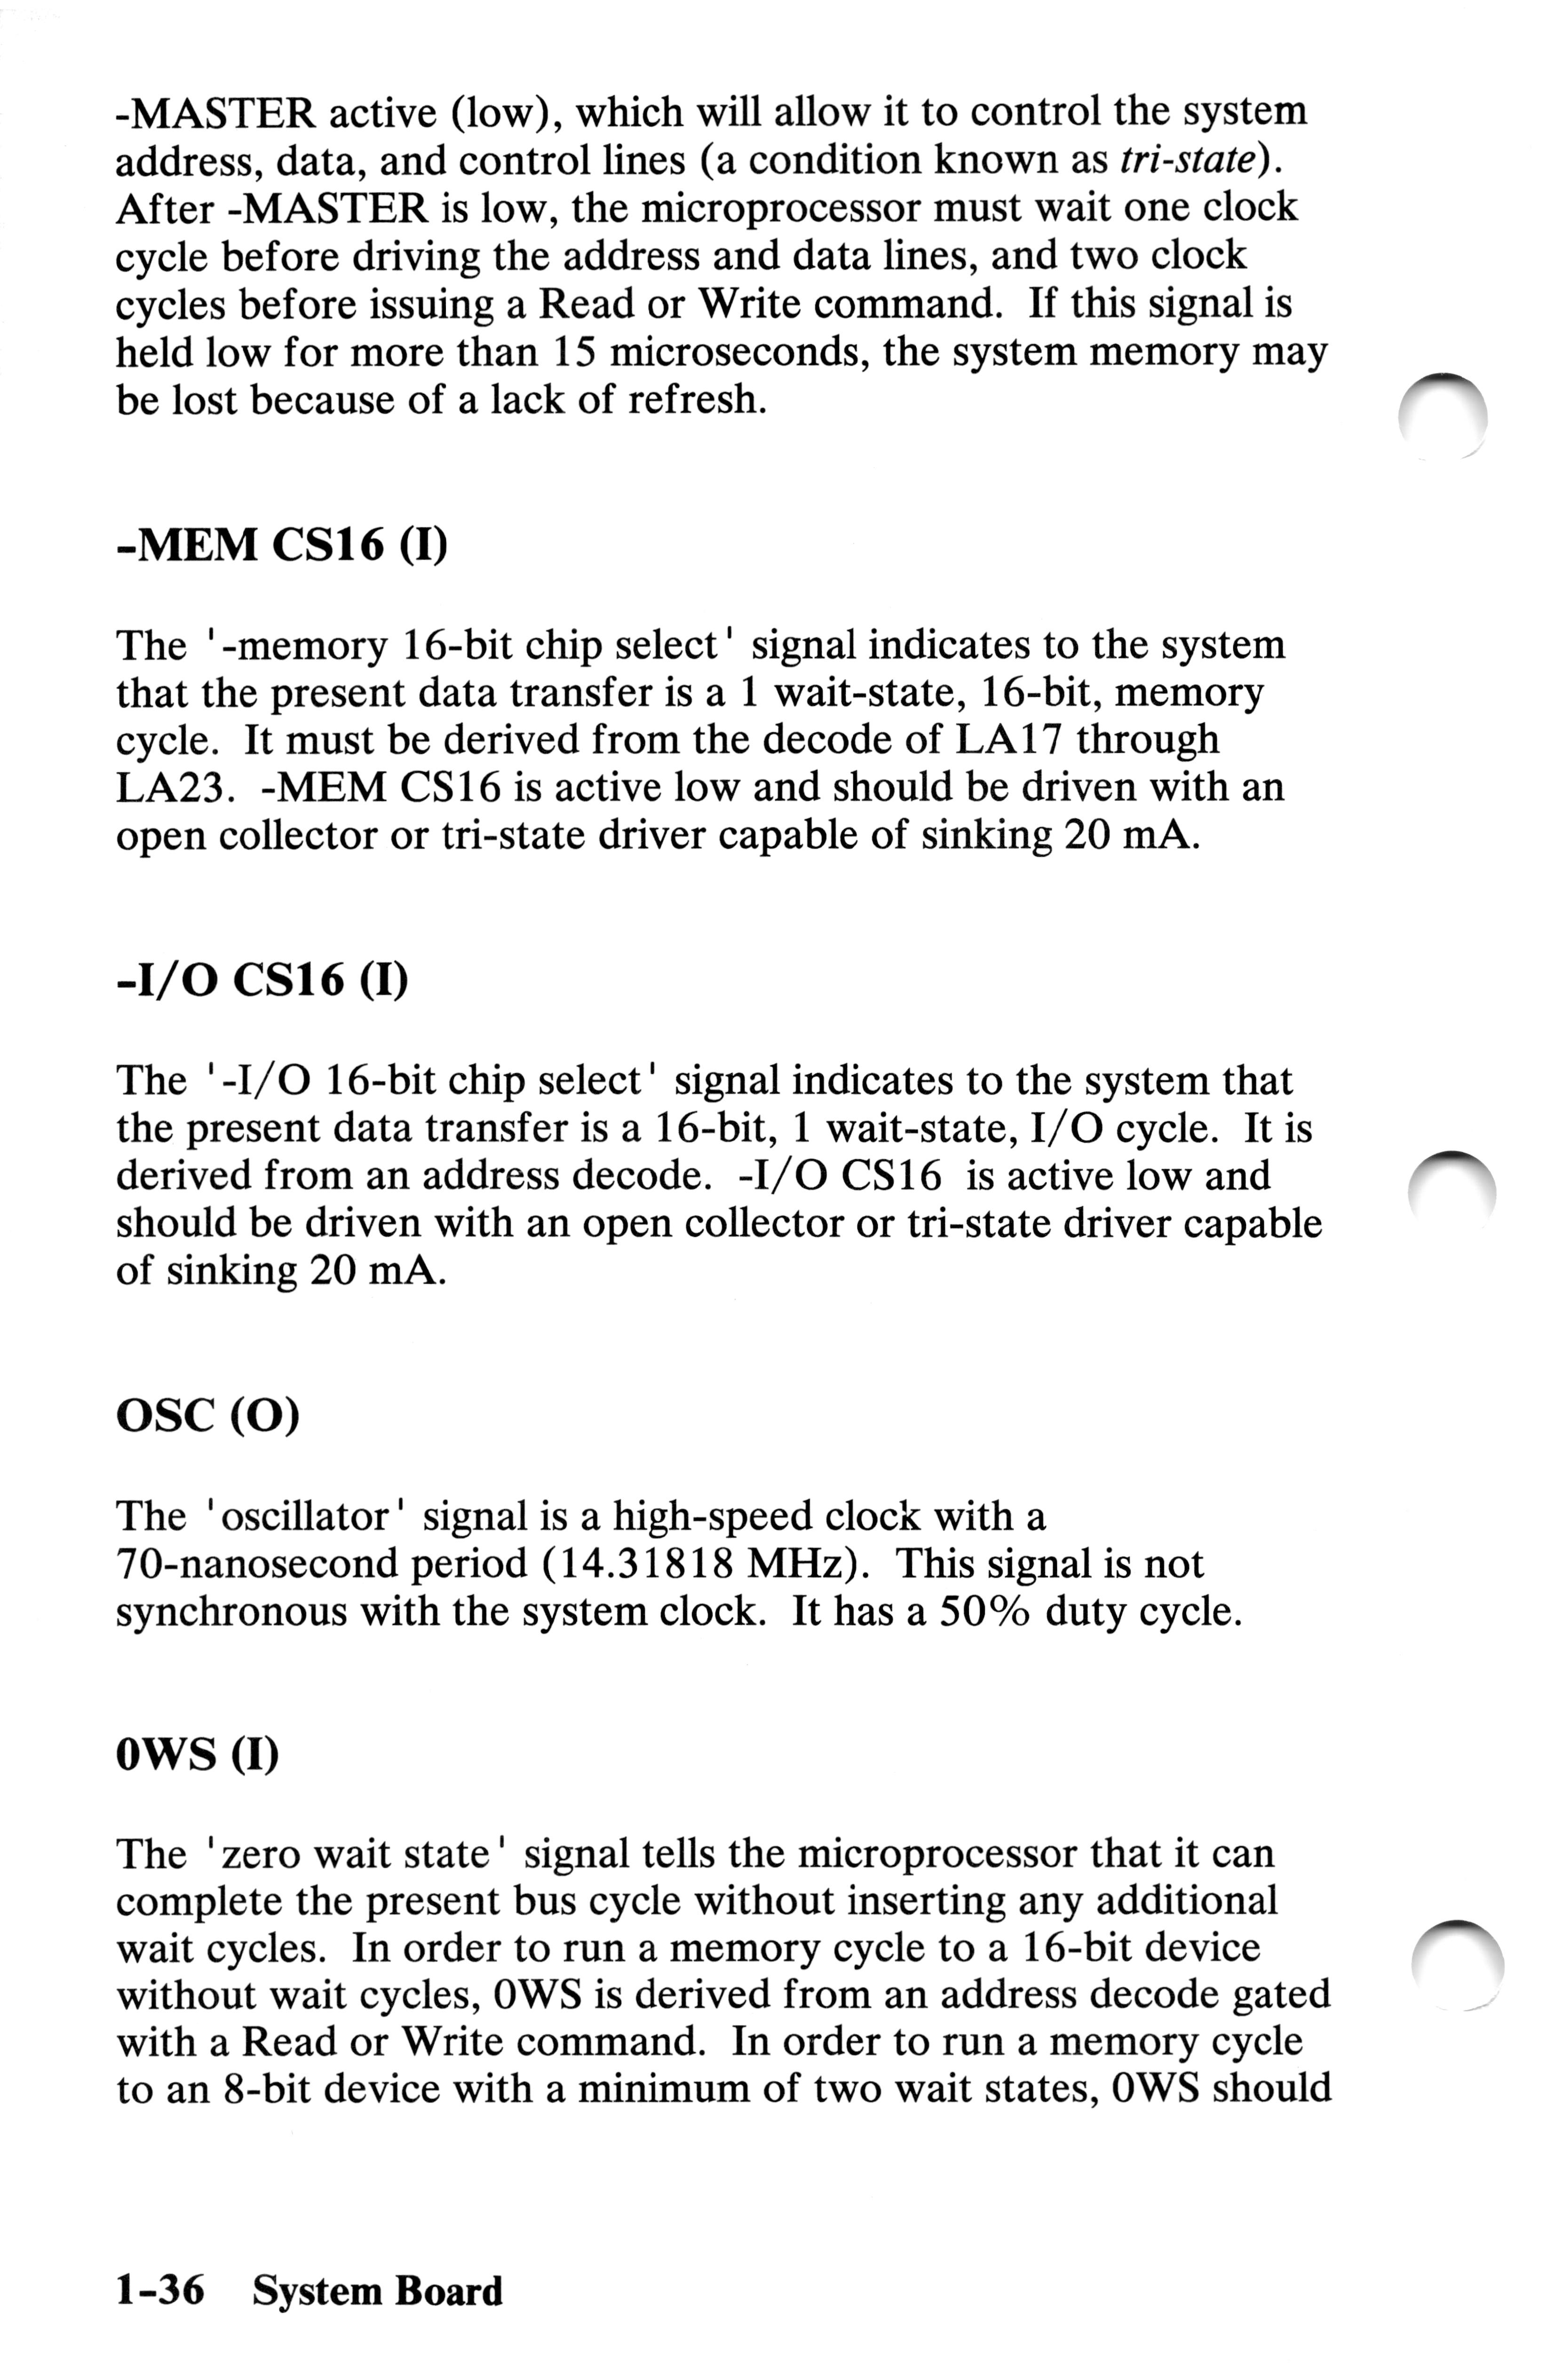 -MASTER active (low), which will allow it to control the system
address, data, and control lines (a condition known as tri-state).
After -MASTER is low, the microprocessor must wait one clock
cycle before driving the address and data lines, and two clock
cycles before issuing a Read or Write command. If this signal is
held low for more than 15 microseconds, the system memory may
be lost because of a lack of refresh.
-MEM CS16 (I)
The '-memory 16-bit chip select' signal indicates to the system
that the present data transfer is a 1 wait-state, 16-bit, memory
cycle. It must be derived from the decode of LA17 through
LA23. -MEM CS16 is active low and should be driven with an
open collector or tri-state driver capable of sinking 20 mA.
-I/O CS16 (I)
The '-I/O 16-bit chip select' signal indicates to the system that
the present data transfer is a 16-bit, 1 wait-state, I/O cycle. It is
derived from an address decode. -I/O CS16 is active low and
should be driven with an open collector or tri-state driver capable
of sinking 20 mA.
OSC (O)
The 'oscillator' signal is a high-speed clock with a
70-nanosecond period (14.31818 MHz). This signal is not
synchronous with the system clock. It has a 50% duty cycle.
0WS (I)
The 'zero wait state' signal tells the microprocessor that it can
complete the present bus cycle without inserting any additional
wait cycles. In order to run a memory cycle to a 16-bit device
without wait cycles, 0WS is derived from an address decode gated
with a Read or Write command. In order to run a memory cycle
to an 8-bit device with a minimum of two wait states, 0WS should
1-36 System Board